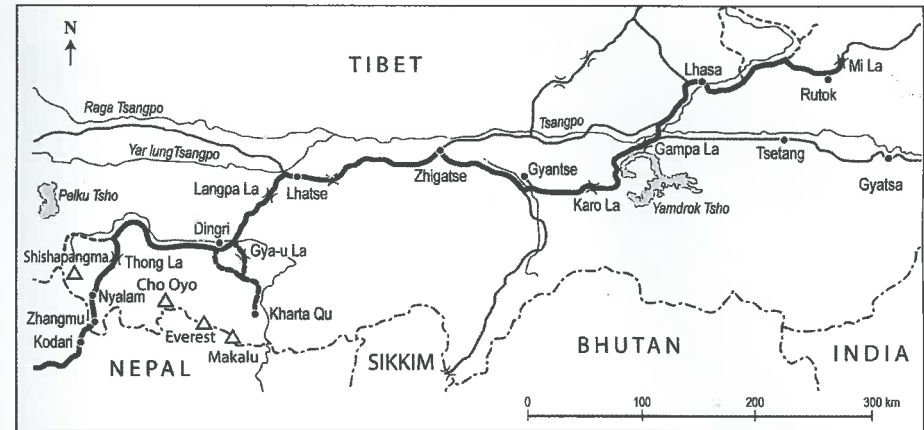 N
TIBET
Lhasa
Mi La
Rutok
Raga Tsangpo
Tsangpo
Yar lungTsangpo
Gampa La
Tsetang
Zhigatse
Gyantse
Gyatsa
Langpa La
Lhatse
Pelku Tsho
Karo La
Yamdrok Tsho
Dingri
Gya-u La
Shishapangma
Thong La
Cho Oyo
Nyalam
Kharta Qu
Zhangmu
Everest
Kodari
Makalu
NEPAL
SIKKIM
BHUTAN
INDIA
0 100 200 300 km